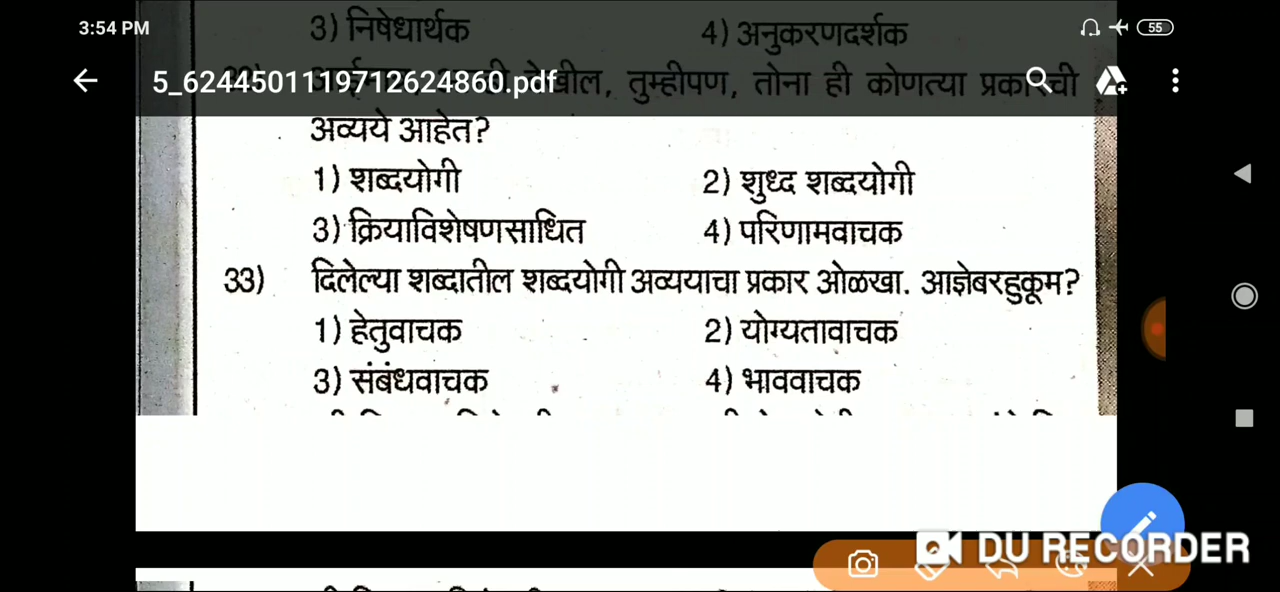 3:54 PM
55
3) निषेधार्थक 4) अनुकरणदर्शक
5_6244501119712624860.pdf
देखील, तुम्हीपण, तोना ही कोणत्या प्रकारची
अव्यये आहेत?
1) शब्दयोगी 2) शुध्द शब्दयोगी
3) क्रियाविशेषणसाधित 4) परिणामवाचक
33) दिलेल्या शब्दातील शब्दयोगी अव्ययाचा प्रकार ओळखा. आज्ञेबरहुकूम?
1) हेतुवाचक 2) योग्यतावाचक
3) संबंधवाचक 4) भाववाचक
DU RECORDER